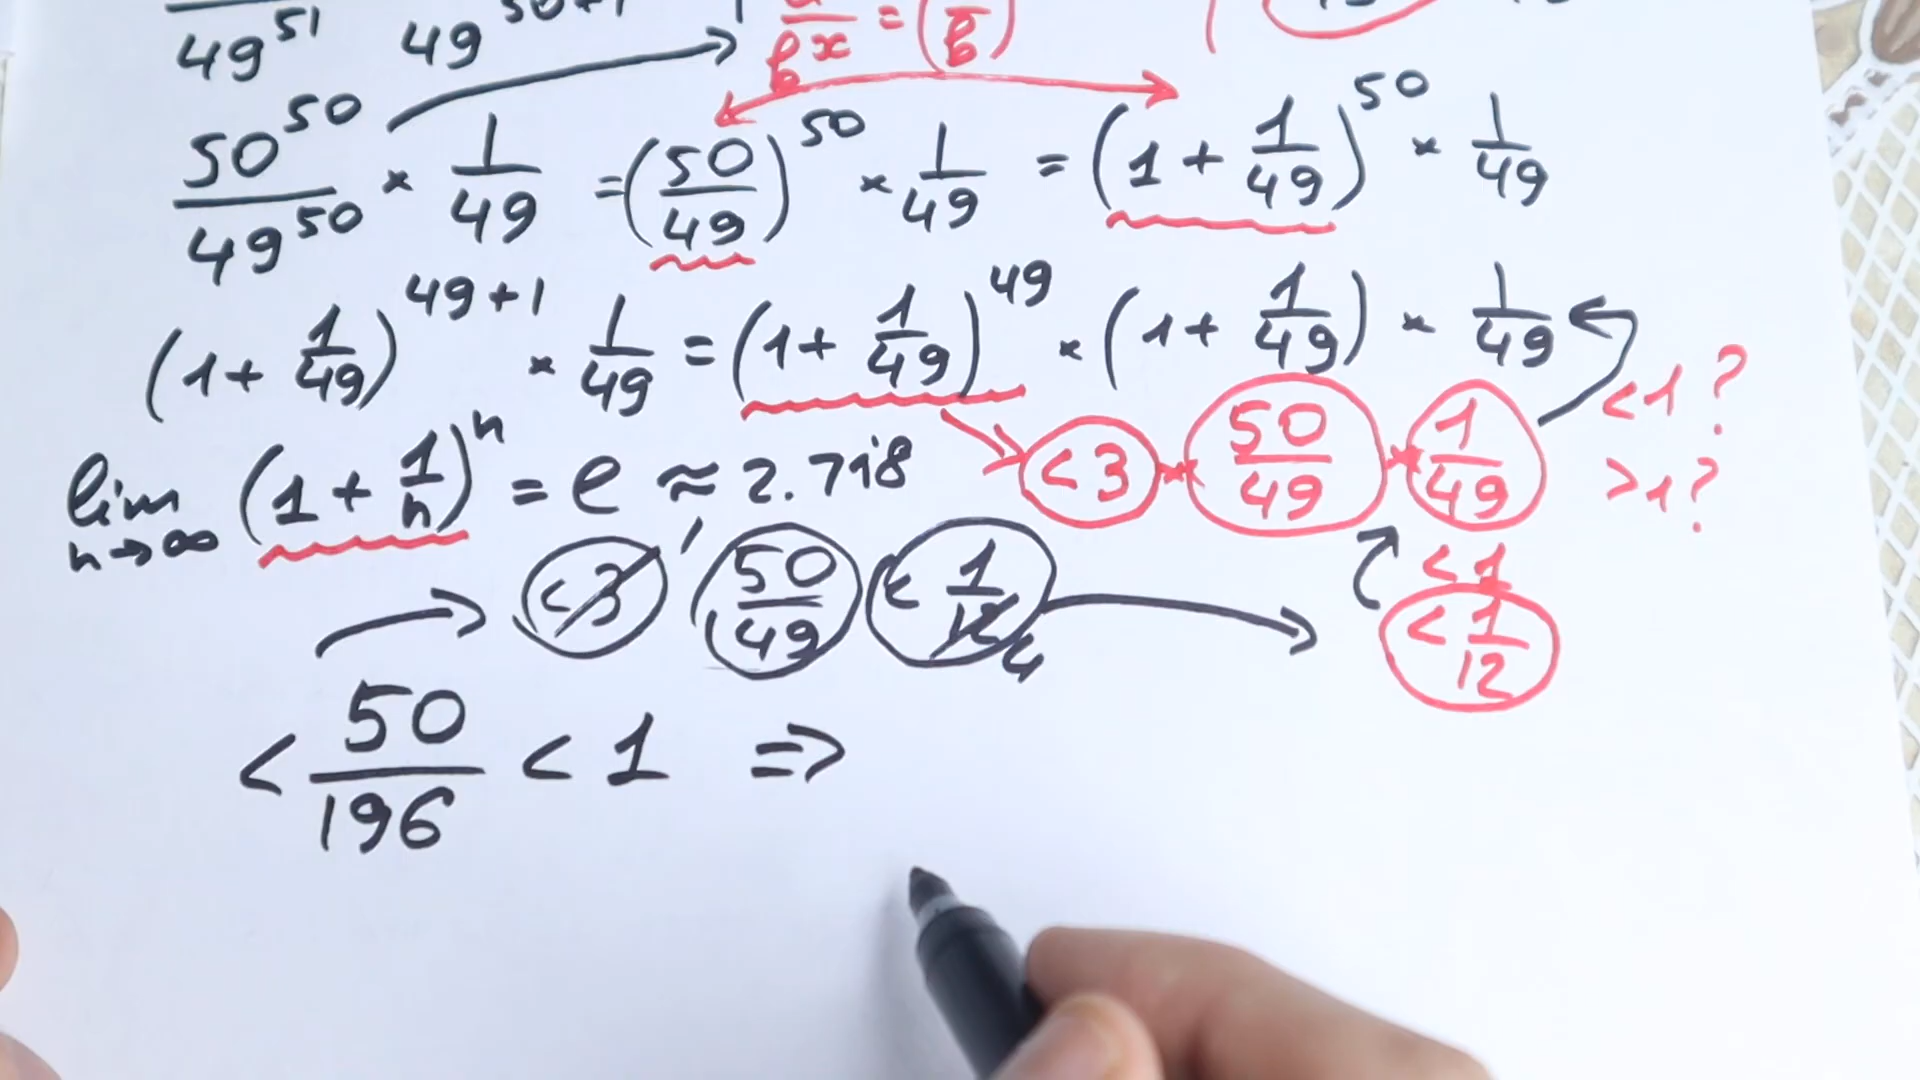 49^51 49^50+1 / x = ( / )
50^50/49^50 × 1/49 = (50/49)^50 × 1/49 = (1 + 1/49)^50 × 1/49
(1 + 1/49)^49+1 × 1/49 = (1 + 1/49)^49 × (1 + 1/49) × 1/49
<1 ?
>1 ?
lim n→∞ (1 + 1/n)^n = e ≈ 2.718
<3 × 50/49 × 1/49
<1
<1/12
<3 50/49 <1/12 4
< 50/196 < 1 ⇒